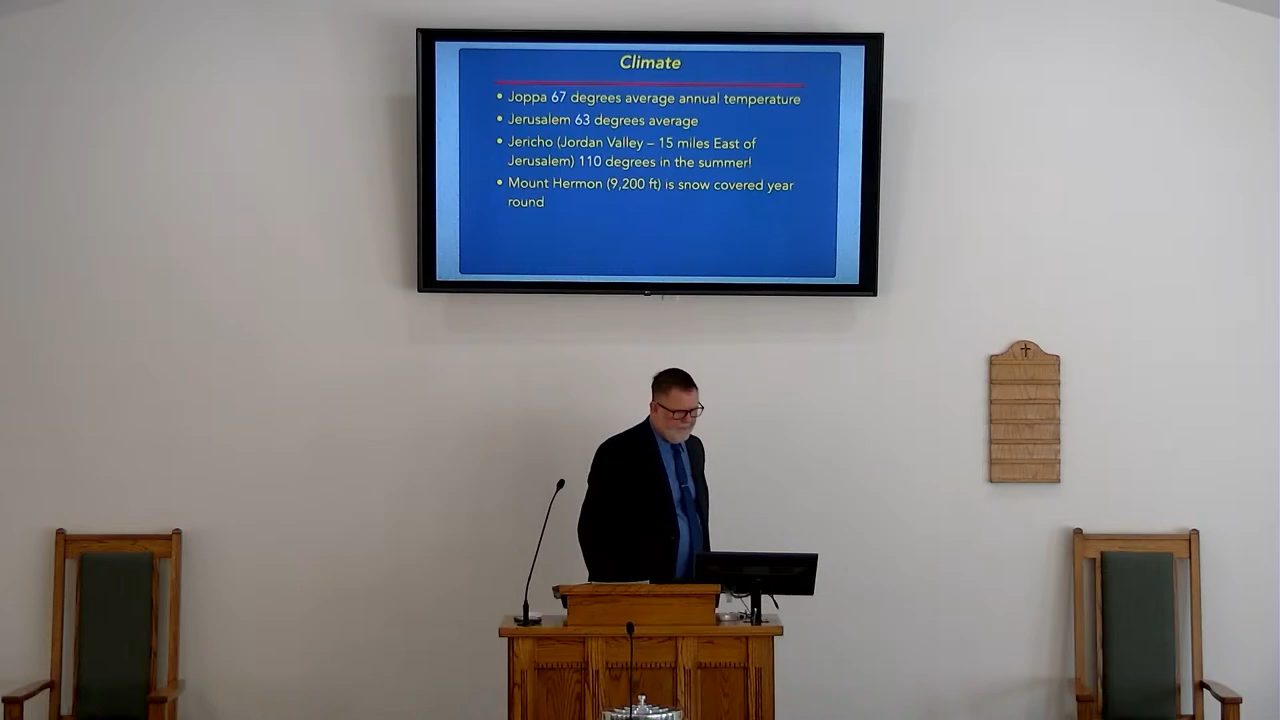 Climate
• Joppa 67 degrees average annual temperature
• Jerusalem 63 degrees average
• Jericho (Jordan Valley – 15 miles East of
Jerusalem) 110 degrees in the summer!
• Mount Hermon (9,200 ft) is snow covered year
round